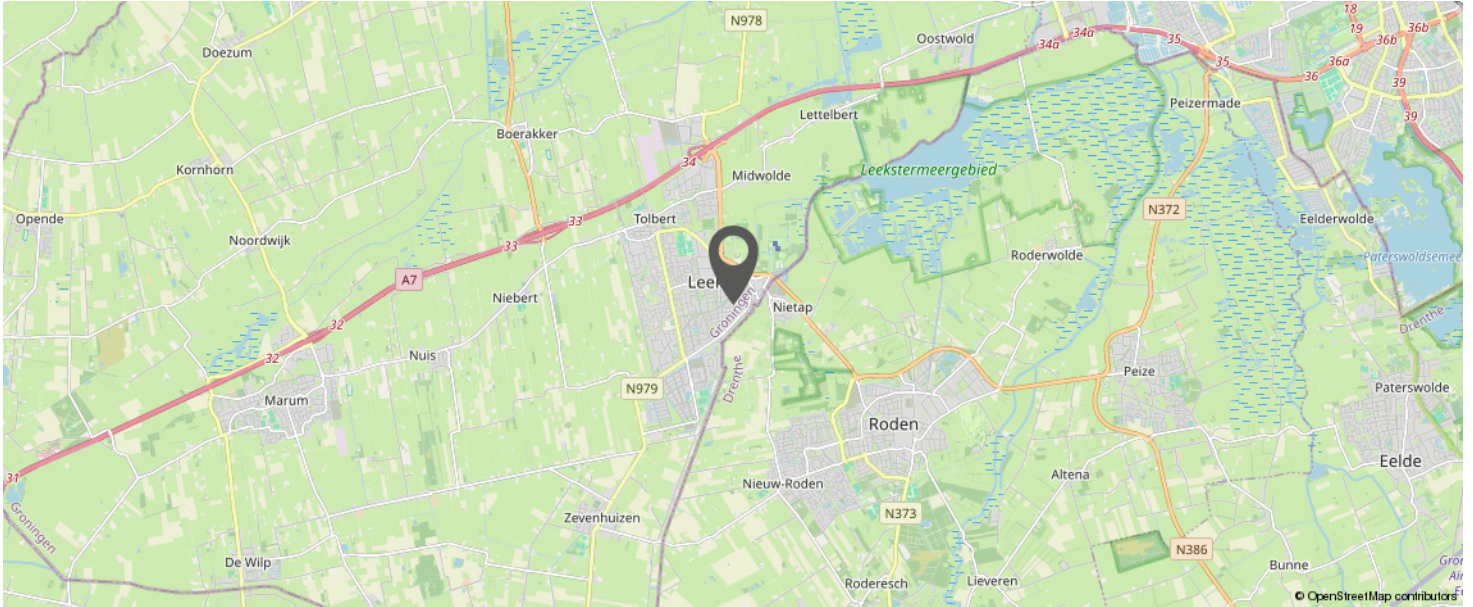 N978
18
19
36b
36b
Oostwold
34a
34a
35
35
36a
36
39
39
Doezum
Peizermade
Lettelbert
Boerakker
34
Kornhorn
Midwolde
Leekstermeergebied
Opende
Tolbert
33
33
N372
Eelderwolde
Noordwijk
Roderwolde
A7
Leek
Niebert
Groningen
Nietap
Drenthe
32
32
Nuis
Drenthe
Peize
N979
Paterswolde
Marum
Roden
Eelde
31
Altena
Nieuw-Roden
Groningen
Zevenhuizen
N373
N386
De Wilp
Bunne
Roderesch
Lieveren
© OpenStreetMap contributors